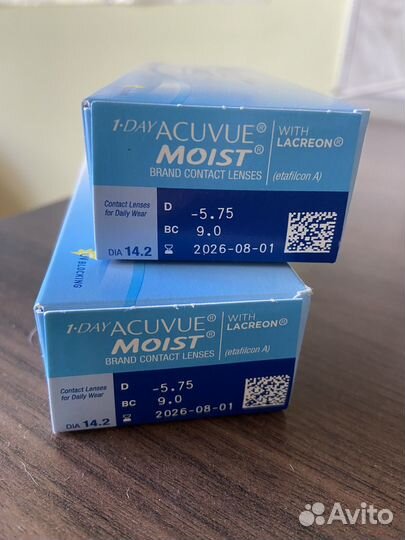 1·DAY ACUVUE®
MOIST®
BRAND CONTACT LENSES
WITH
LACREON®
(etafilcon A)
Contact Lenses
for Daily Wear
DIA 14.2
D -5.75
BC 9.0
2026-08-01
BLOCKING
1·DAY ACUVUE®
MOIST®
BRAND CONTACT LENSES
WITH
LACREON®
(etafilcon A)
Contact Lenses
for Daily Wear
DIA 14.2
D -5.75
BC 9.0
2026-08-01
Avito